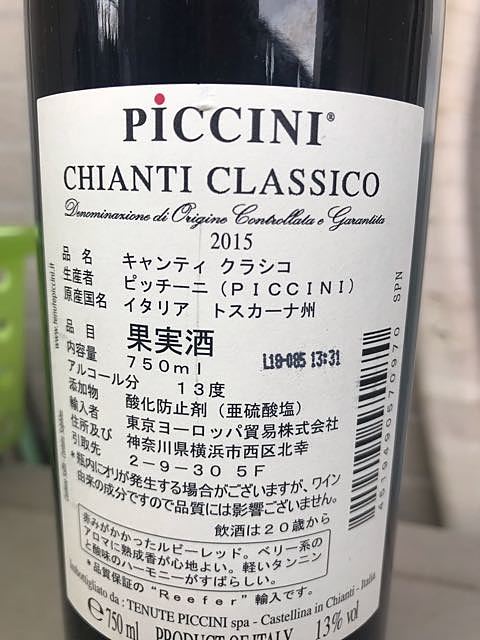 PiCCINI®
CHIANTI CLASSICO
Denominazione di Origine Controllata e Garantita
2015
品 名 キャンティ クラシコ
生産者 ピッチーニ（PICCINI）
原産国名 イタリア トスカーナ州
品 目 果実酒
内容量 750ml
L18-085 13:31
アルコール分 13度
添加物 酸化防止剤（亜硫酸塩）
輸入者 東京ヨーロッパ貿易株式会社
住所及び 神奈川県横浜市西区北幸
引取先 2-9-30 5F
*瓶内にオリが発生する場合がございますが、ワイン
由来の成分ですので品質には影響ございません。
飲酒は20歳から
赤みがかかったルビーレッド。ベリー系の
アロマに熟成香が心地よい。軽いタンニン
と酸味のハーモニーがすばらしい。
*品質保証の"Reefer"輸入です。
Imbottigliato da : TENUTE PICCINI spa - Castellina in Chianti - Italia
e 750 ml PRODUCT OF ITALY 13% vol
www.tenutepiccini.it
SPN
4519490570970